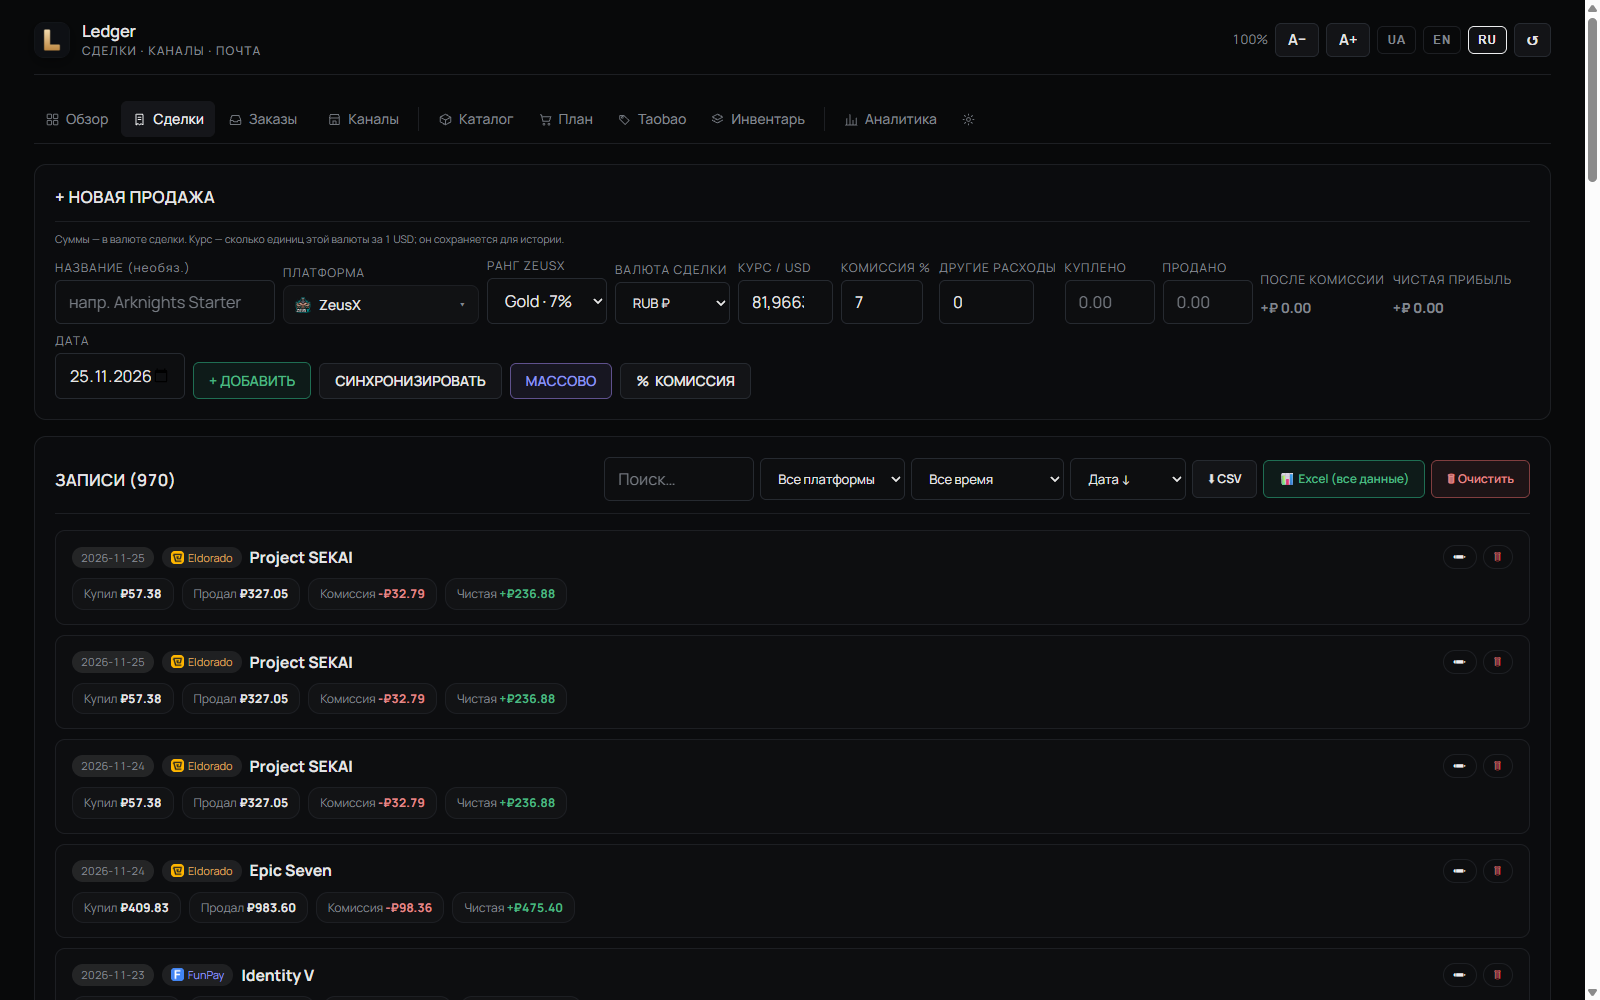 Ledger
СДЕЛКИ · КАНАЛЫ · ПОЧТА
100% A− A+ UA EN RU ↺
Обзор Сделки Заказы Каналы Каталог План Taobao Инвентарь Аналитика
+ НОВАЯ ПРОДАЖА
Суммы — в валюте сделки. Курс — сколько единиц этой валюты за 1 USD; он сохраняется для истории.
НАЗВАНИЕ (необяз.) ПЛАТФОРМА РАНГ ZEUSX ВАЛЮТА СДЕЛКИ КУРС / USD КОМИССИЯ % ДРУГИЕ РАСХОДЫ КУПЛЕНО ПРОДАНО ПОСЛЕ КОМИССИИ ЧИСТАЯ ПРИБЫЛЬ
напр. Arknights Starter ZeusX Gold · 7% RUB ₽ 81,966 7 0 0.00 0.00 +₽ 0.00 +₽ 0.00
ДАТА
25.11.2026 + ДОБАВИТЬ СИНХРОНИЗИРОВАТЬ МАССОВО % КОМИССИЯ
ЗАПИСИ (970) Поиск... Все платформы Все время Дата ↓ ⬇CSV Excel (все данные) Очистить
2026-11-25 Eldorado Project SEKAI
Купил ₽57.38 Продал ₽327.05 Комиссия -₽32.79 Чистая +₽236.88
2026-11-25 Eldorado Project SEKAI
Купил ₽57.38 Продал ₽327.05 Комиссия -₽32.79 Чистая +₽236.88
2026-11-24 Eldorado Project SEKAI
Купил ₽57.38 Продал ₽327.05 Комиссия -₽32.79 Чистая +₽236.88
2026-11-24 Eldorado Epic Seven
Купил ₽409.83 Продал ₽983.60 Комиссия -₽98.36 Чистая +₽475.40
2026-11-23 FunPay Identity V